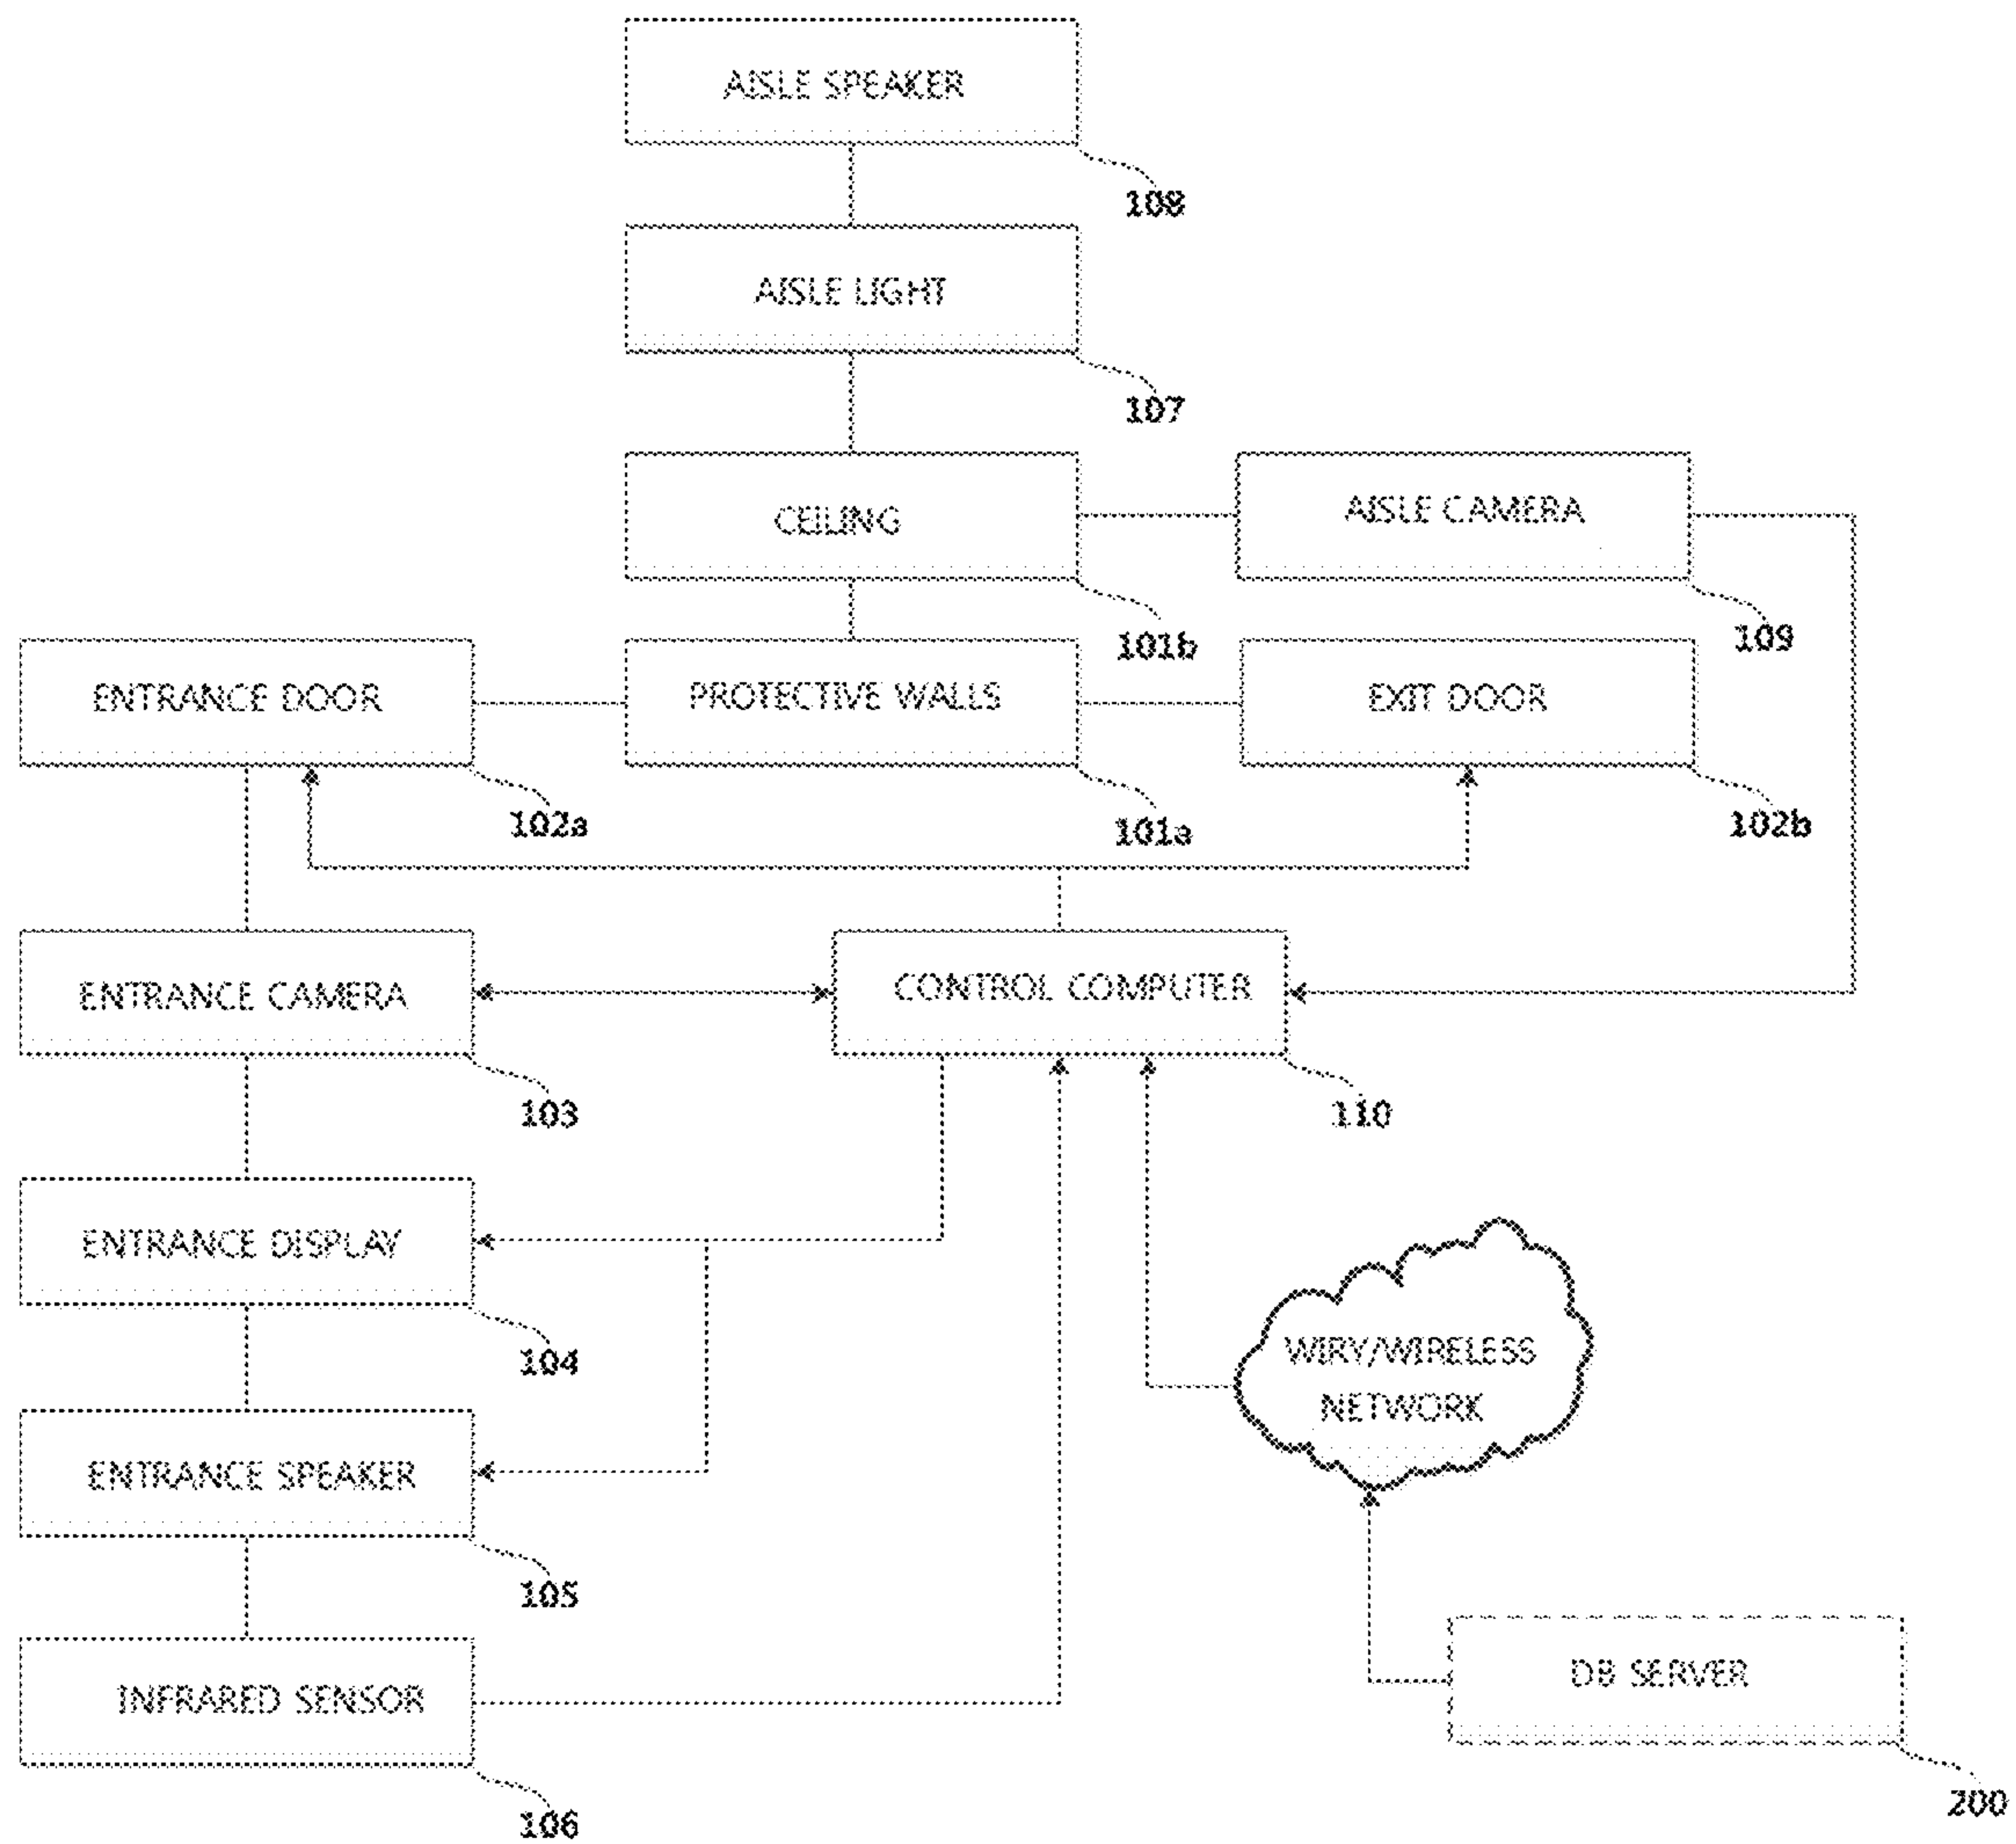 AISLE SPEAKER
108
AISLE LIGHT
107
CEILING
AISLE CAMERA
101b
109
ENTRANCE DOOR
PROTECTIVE WALLS
EXIT DOOR
102a
101a
102b
ENTRANCE CAMERA
CONTROL COMPUTER
103
110
ENTRANCE DISPLAY
104
WIRY/WIRELESS
NETWORK
ENTRANCE SPEAKER
105
DB SERVER
INFRARED SENSOR
200
106